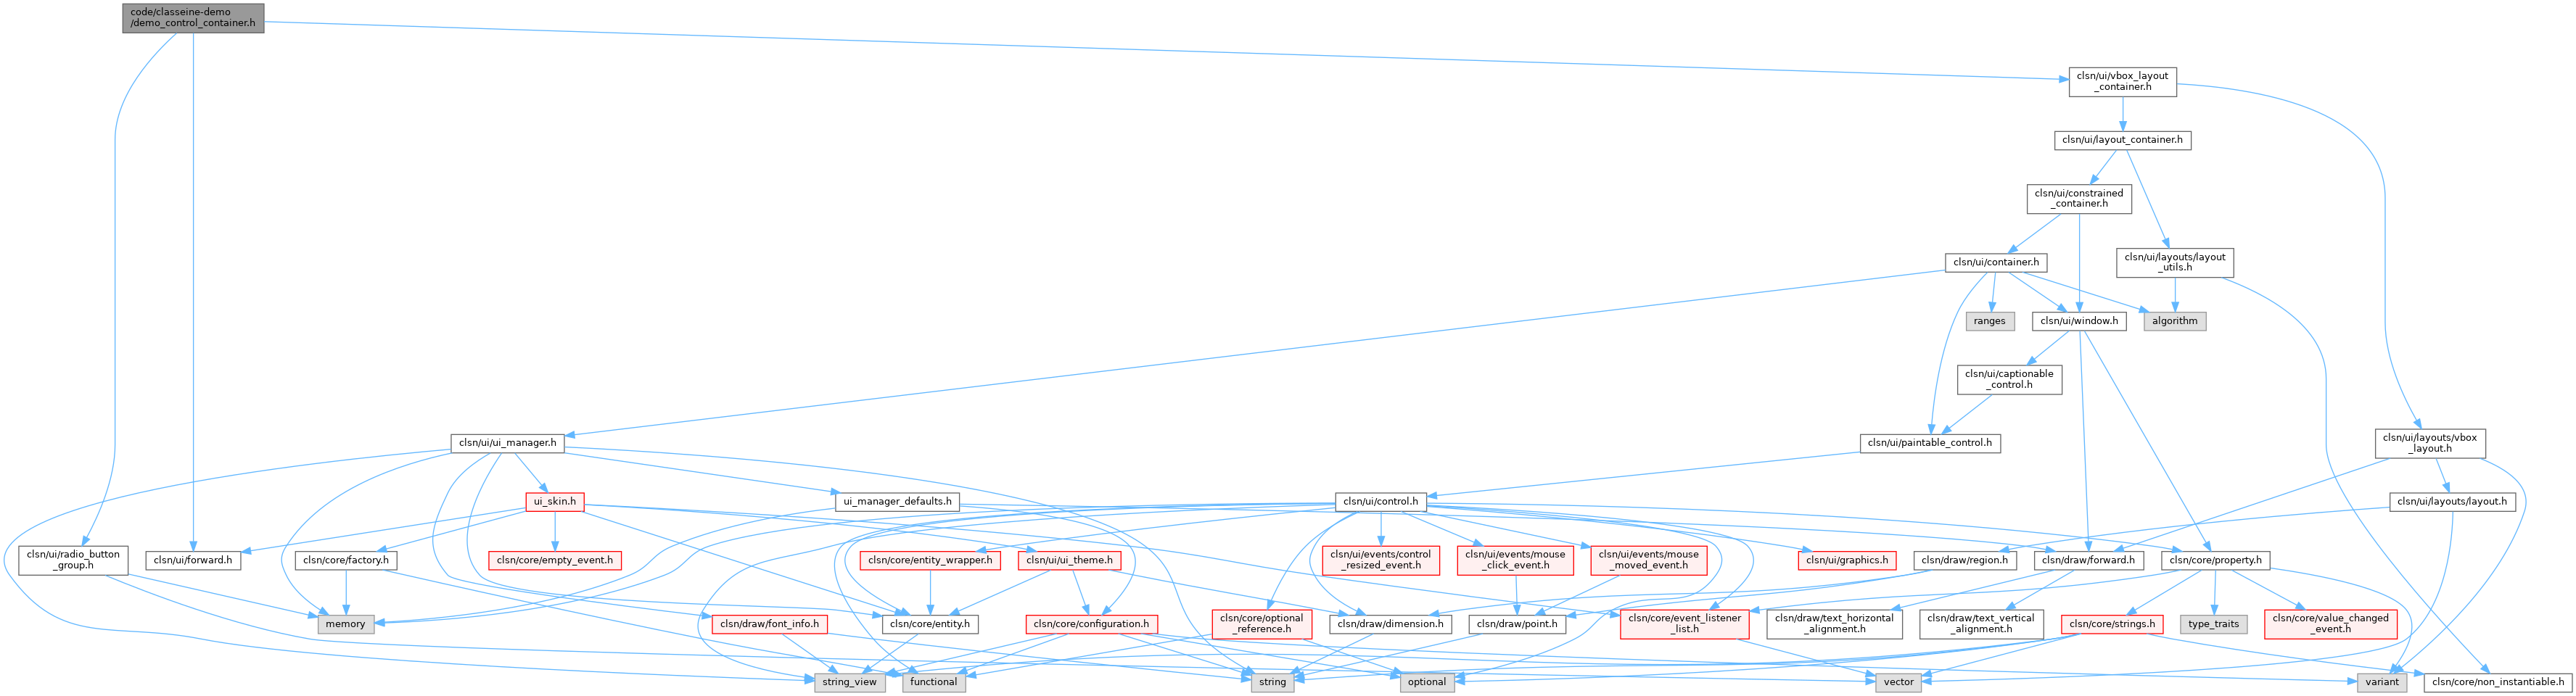 code/classeine-demo
/demo_control_container.h
clsn/ui/vbox_layout
_container.h
clsn/ui/layout_container.h
clsn/ui/constrained
_container.h
clsn/ui/container.h
clsn/ui/layouts/layout
_utils.h
ranges
clsn/ui/window.h
algorithm
clsn/ui/captionable
_control.h
clsn/ui/ui_manager.h
clsn/ui/paintable_control.h
clsn/ui/layouts/vbox
_layout.h
ui_skin.h
ui_manager_defaults.h
clsn/ui/control.h
clsn/ui/layouts/layout.h
clsn/ui/radio_button
_group.h
clsn/ui/forward.h
clsn/core/factory.h
clsn/core/empty_event.h
clsn/core/entity_wrapper.h
clsn/ui/ui_theme.h
clsn/ui/events/control
_resized_event.h
clsn/ui/events/mouse
_click_event.h
clsn/ui/events/mouse
_moved_event.h
clsn/ui/graphics.h
clsn/draw/region.h
clsn/draw/forward.h
clsn/core/property.h
memory
clsn/draw/font_info.h
clsn/core/entity.h
clsn/core/configuration.h
clsn/core/optional
_reference.h
clsn/draw/dimension.h
clsn/draw/point.h
clsn/core/event_listener
_list.h
clsn/draw/text_horizontal
_alignment.h
clsn/draw/text_vertical
_alignment.h
clsn/core/strings.h
type_traits
clsn/core/value_changed
_event.h
string_view
functional
string
optional
vector
variant
clsn/core/non_instantiable.h